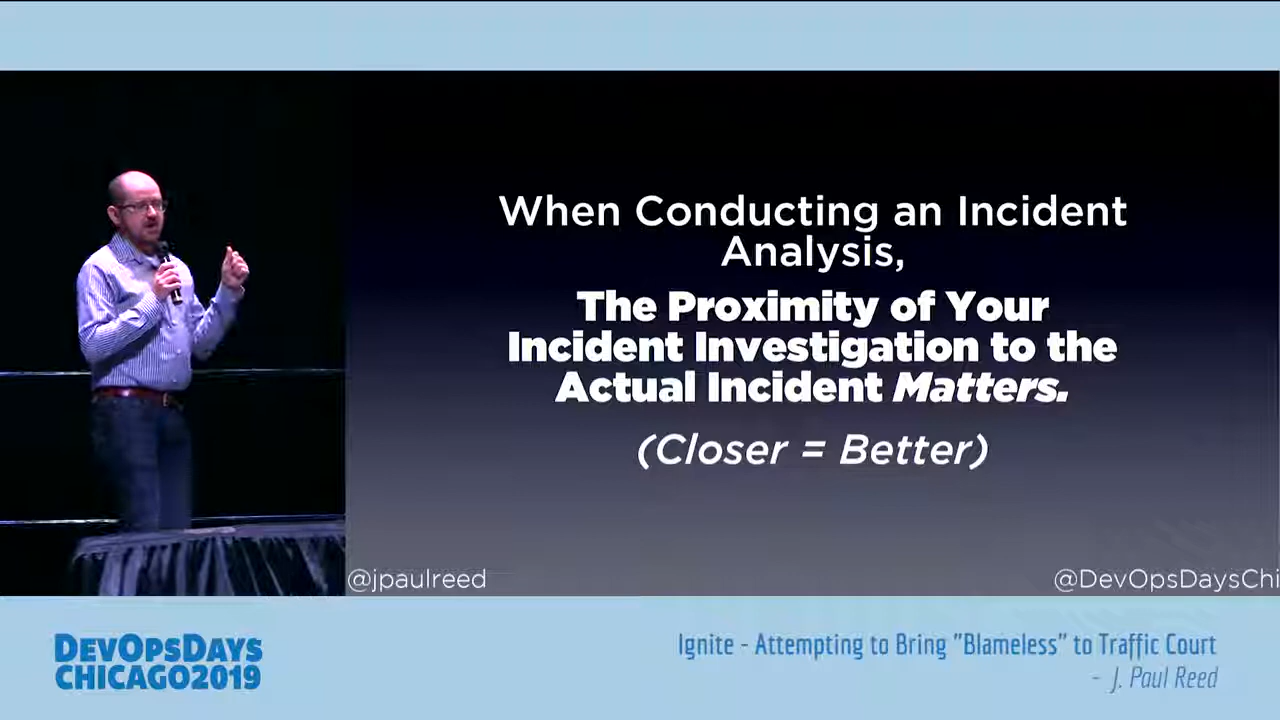 When Conducting an Incident
Analysis,
The Proximity of Your
Incident Investigation to the
Actual Incident Matters.
(Closer = Better)
@jpaulreed
@DevOpsDaysChi
DEVOPSDAYS
CHICAGO2019
Ignite - Attempting to Bring "Blameless" to Traffic Court
- J. Paul Reed